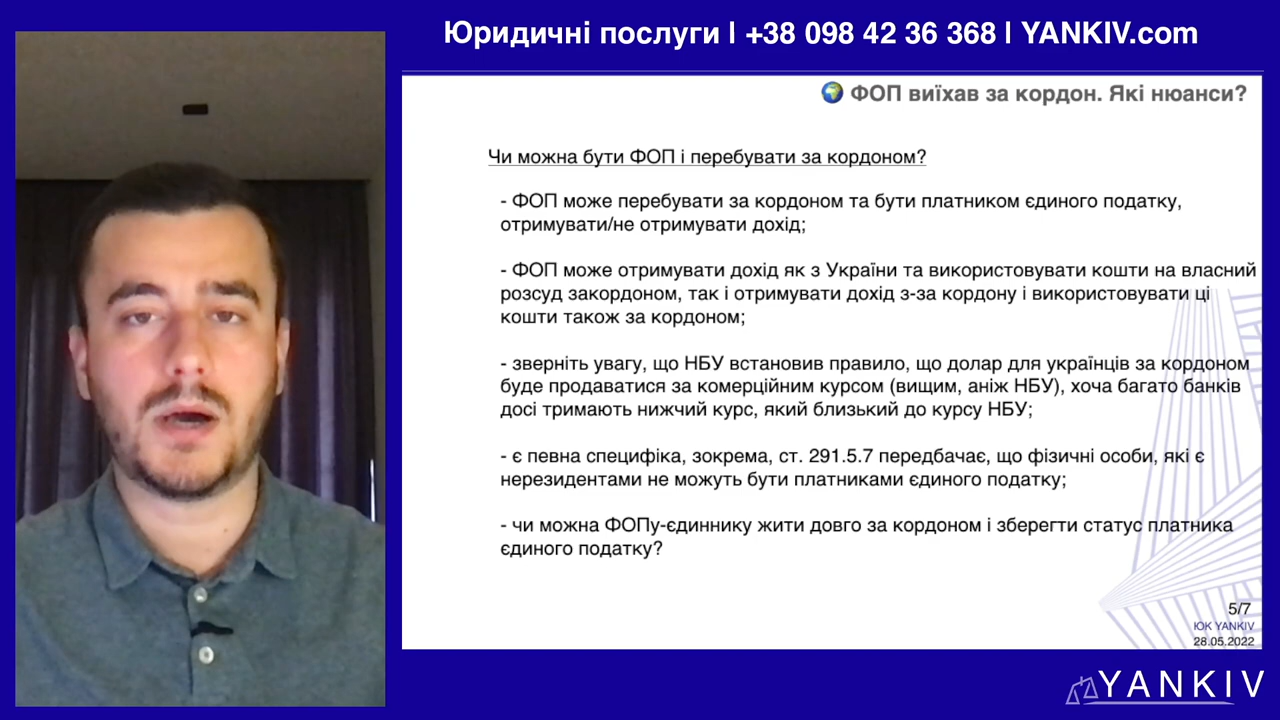 Юридичні послуги | +38 098 42 36 368 | YANKIV.com
ФОП виїхав за кордон. Які нюанси?
Чи можна бути ФОП і перебувати за кордоном?
- ФОП може перебувати за кордоном та бути платником єдиного податку,
отримувати/не отримувати дохід;
- ФОП може отримувати дохід як з України та використовувати кошти на власний
розсуд закордоном, так і отримувати дохід з-за кордону і використовувати ці
кошти також за кордоном;
- зверніть увагу, що НБУ встановив правило, що долар для українців за кордоном
буде продаватися за комерційним курсом (вищим, аніж НБУ), хоча багато банків
досі тримають нижчий курс, який близький до курсу НБУ;
- є певна специфіка, зокрема, ст. 291.5.7 передбачає, що фізичні особи, які є
нерезидентами не можуть бути платниками єдиного податку;
- чи можна ФОПу-єдиннику жити довго за кордоном і зберегти статус платника
єдиного податку?
5/7
ЮК YANKIV
28.05.2022
YANKIV